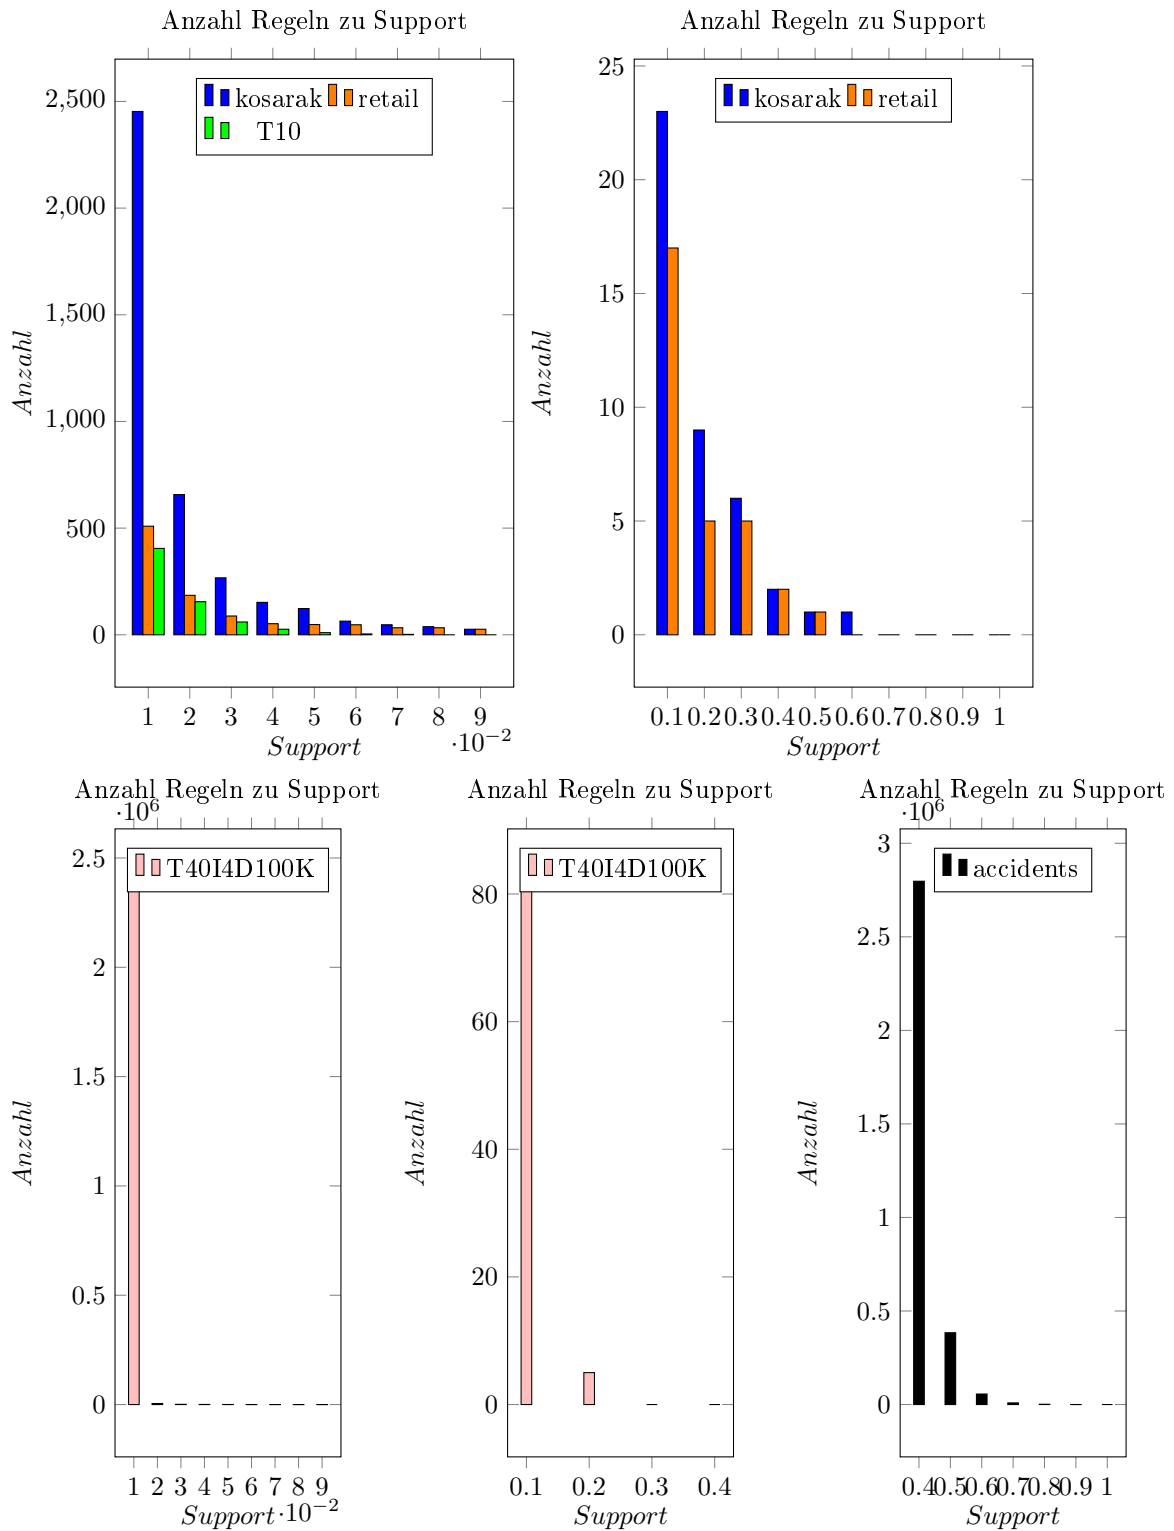 Anzahl Regeln zu Support
kosarak retail
T10
2,500
2,000
1,500
1,000
500
0
Anzahl
1 2 3 4 5 6 7 8 9
·10⁻²
Support
Anzahl Regeln zu Support
kosarak retail
25
20
15
10
5
0
Anzahl
0.1 0.2 0.3 0.4 0.5 0.6 0.7 0.8 0.9 1
Support
Anzahl Regeln zu Support
·10⁶
T40I4D100K
2.5
2
1.5
1
0.5
0
Anzahl
1 2 3 4 5 6 7 8 9
Support ·10⁻²
Anzahl Regeln zu Support
T40I4D100K
80
60
40
20
0
Anzahl
0.1 0.2 0.3 0.4
Support
Anzahl Regeln zu Support
·10⁶
accidents
3
2.5
2
1.5
1
0.5
0
Anzahl
0.4 0.5 0.6 0.7 0.8 0.9 1
Support